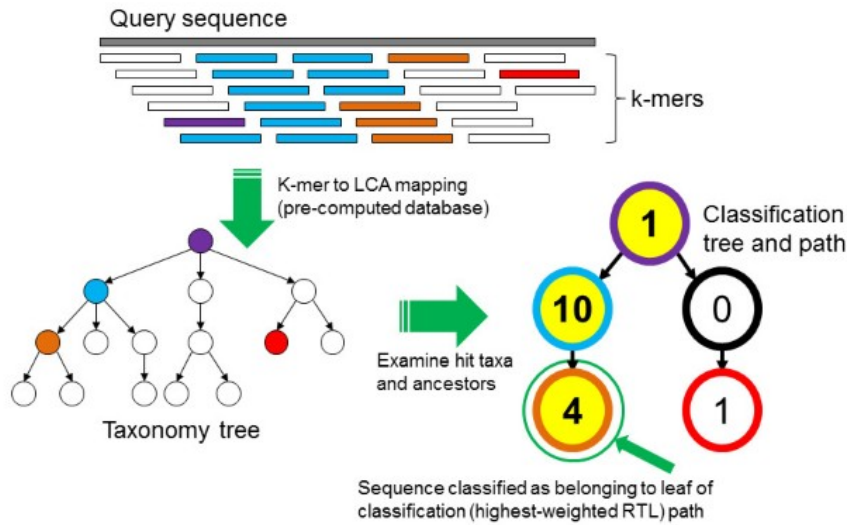 Query sequence
k-mers
K-mer to LCA mapping
(pre-computed database)
Classification
tree and path
1
10
0
4
1
Examine hit taxa
and ancestors
Taxonomy tree
Sequence classified as belonging to leaf of
classification (highest-weighted RTL) path